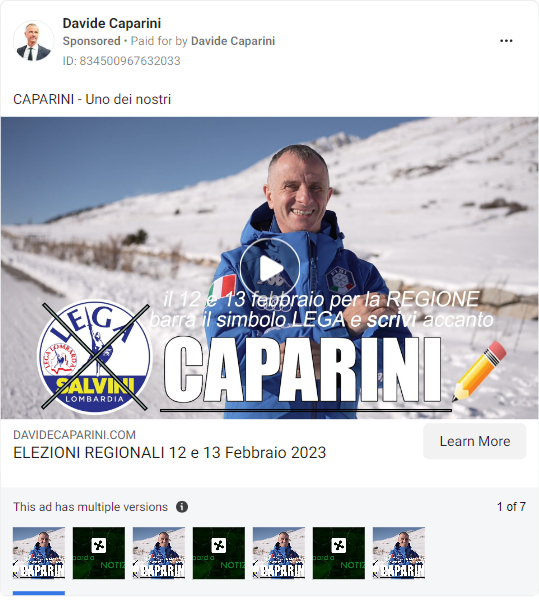 Davide Caparini
Sponsored • Paid for by Davide Caparini
ID: 834500967632033
CAPARINI - Uno dei nostri
il 12 e 13 febbraio per la REGIONE
barra il simbolo LEGA e scrivi accanto
LEGA
LEGA LOMBARDA
SALVINI
LOMBARDIA
CAPARINI
DAVIDECAPARINI.COM
ELEZIONI REGIONALI 12 e 13 Febbraio 2023
Learn More
This ad has multiple versions
1 of 7
CAPARINI
NOTIZ
CAPARINI
NOTIZ
CAPARINI
NOTIZ
CAPARINI